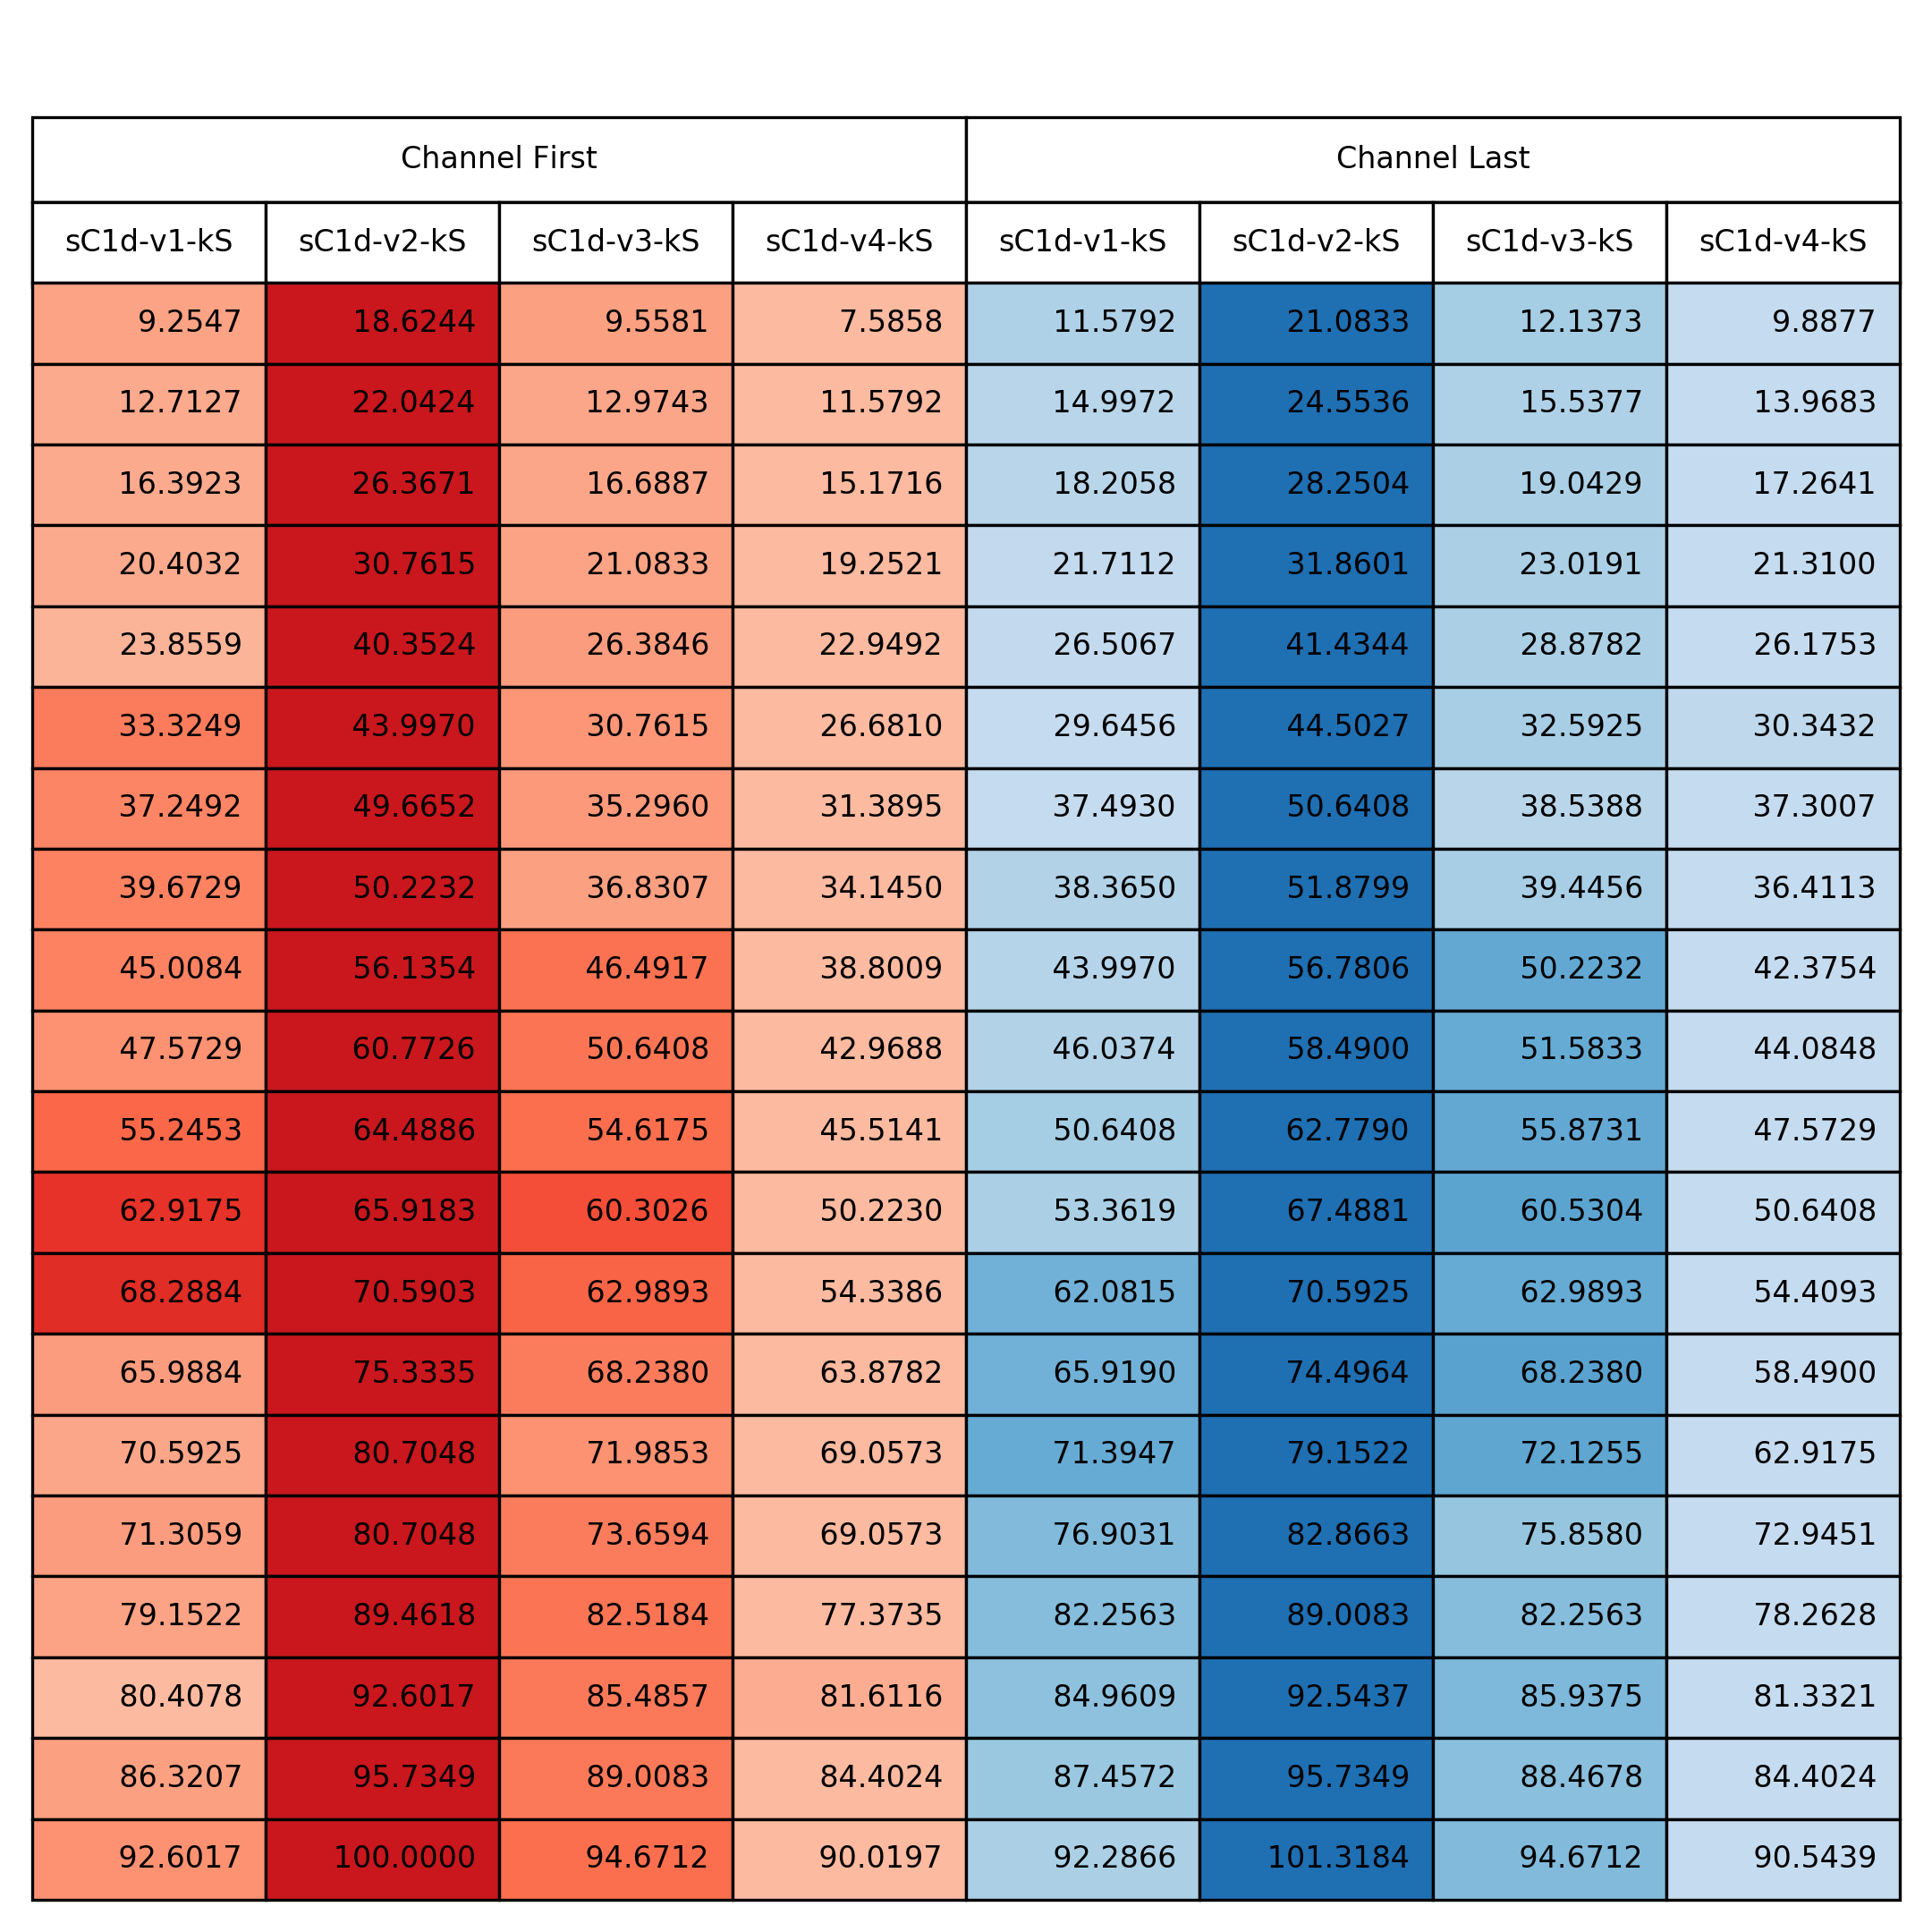 Channel First Channel Last
sC1d-v1-kS sC1d-v2-kS sC1d-v3-kS sC1d-v4-kS sC1d-v1-kS sC1d-v2-kS sC1d-v3-kS sC1d-v4-kS
9.2547 18.6244 9.5581 7.5858 11.5792 21.0833 12.1373 9.8877
12.7127 22.0424 12.9743 11.5792 14.9972 24.5536 15.5377 13.9683
16.3923 26.3671 16.6887 15.1716 18.2058 28.2504 19.0429 17.2641
20.4032 30.7615 21.0833 19.2521 21.7112 31.8601 23.0191 21.3100
23.8559 40.3524 26.3846 22.9492 26.5067 41.4344 28.8782 26.1753
33.3249 43.9970 30.7615 26.6810 29.6456 44.5027 32.5925 30.3432
37.2492 49.6652 35.2960 31.3895 37.4930 50.6408 38.5388 37.3007
39.6729 50.2232 36.8307 34.1450 38.3650 51.8799 39.4456 36.4113
45.0084 56.1354 46.4917 38.8009 43.9970 56.7806 50.2232 42.3754
47.5729 60.7726 50.6408 42.9688 46.0374 58.4900 51.5833 44.0848
55.2453 64.4886 54.6175 45.5141 50.6408 62.7790 55.8731 47.5729
62.9175 65.9183 60.3026 50.2230 53.3619 67.4881 60.5304 50.6408
68.2884 70.5903 62.9893 54.3386 62.0815 70.5925 62.9893 54.4093
65.9884 75.3335 68.2380 63.8782 65.9190 74.4964 68.2380 58.4900
70.5925 80.7048 71.9853 69.0573 71.3947 79.1522 72.1255 62.9175
71.3059 80.7048 73.6594 69.0573 76.9031 82.8663 75.8580 72.9451
79.1522 89.4618 82.5184 77.3735 82.2563 89.0083 82.2563 78.2628
80.4078 92.6017 85.4857 81.6116 84.9609 92.5437 85.9375 81.3321
86.3207 95.7349 89.0083 84.4024 87.4572 95.7349 88.4678 84.4024
92.6017 100.0000 94.6712 90.0197 92.2866 101.3184 94.6712 90.5439